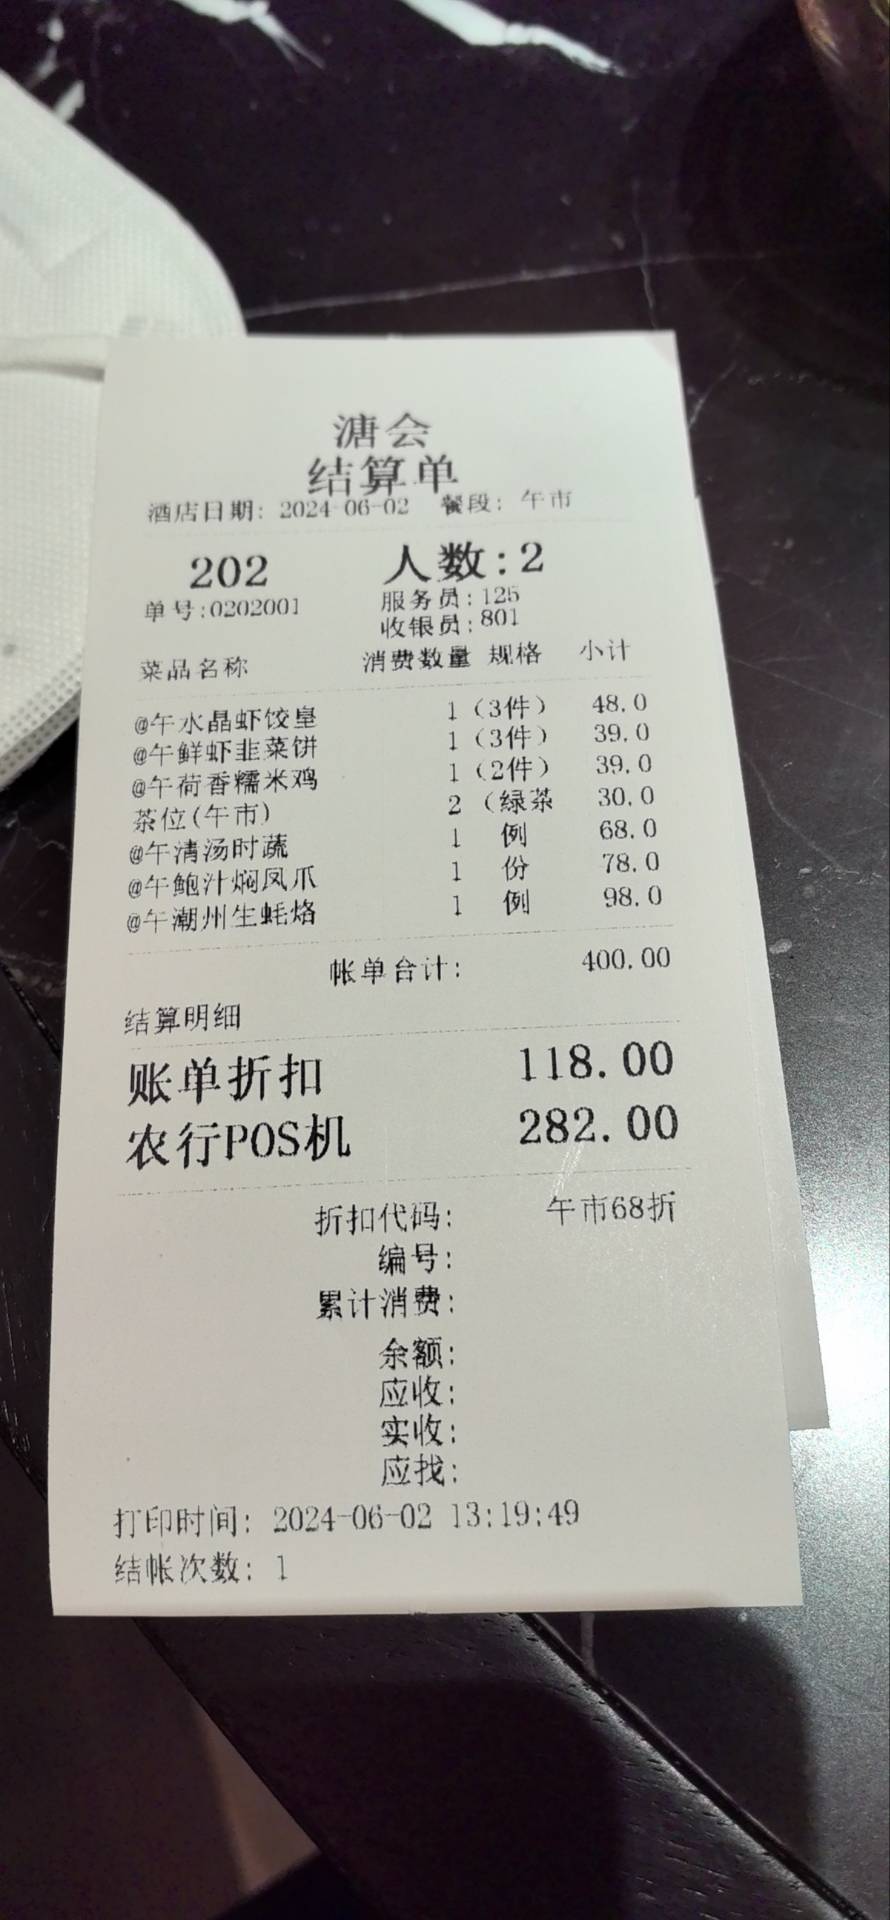 溏会
结算单
酒店日期: 2024-06-02 餐段: 午市
202 人数:2
单号:0202001 服务员:125
收银员:801
菜品名称 消费数量 规格 小计
@午水晶虾饺皇 1 (3件) 48.0
@午鲜虾韭菜饼 1 (3件) 39.0
@午荷香糯米鸡 1 (2件) 39.0
茶位(午市) 2 (绿茶 30.0
@午清汤时蔬 1 例 68.0
@午鲍汁焖凤爪 1 份 78.0
@午潮州生蚝烙 1 例 98.0
帐单合计: 400.00
结算明细
账单折扣 118.00
农行POS机 282.00
折扣代码: 午市68折
编号:
累计消费:
余额:
应收:
实收:
应找:
打印时间: 2024-06-02 13:19:49
结帐次数: 1